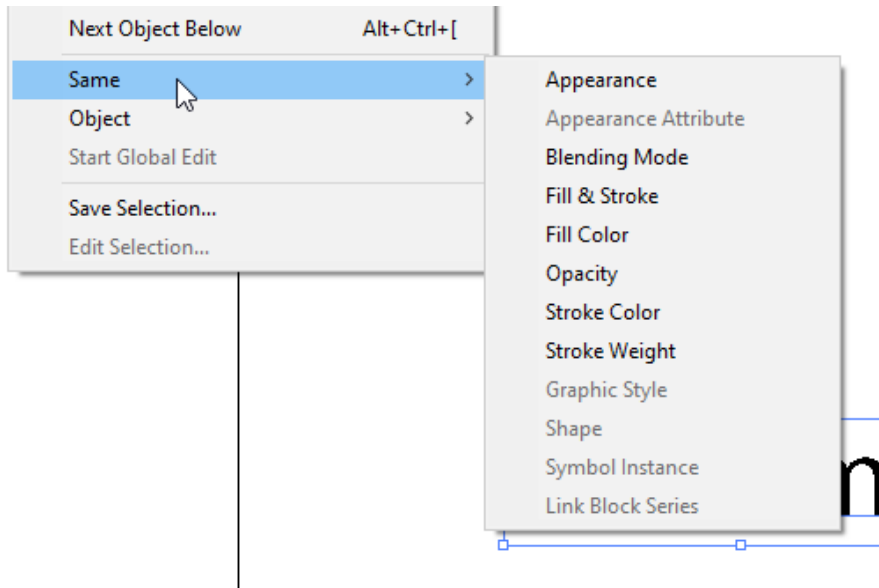 Next Object Below Alt+Ctrl+[
Same >
Object >
Start Global Edit
Save Selection...
Edit Selection...
Appearance
Appearance Attribute
Blending Mode
Fill & Stroke
Fill Color
Opacity
Stroke Color
Stroke Weight
Graphic Style
Shape
Symbol Instance
Link Block Series